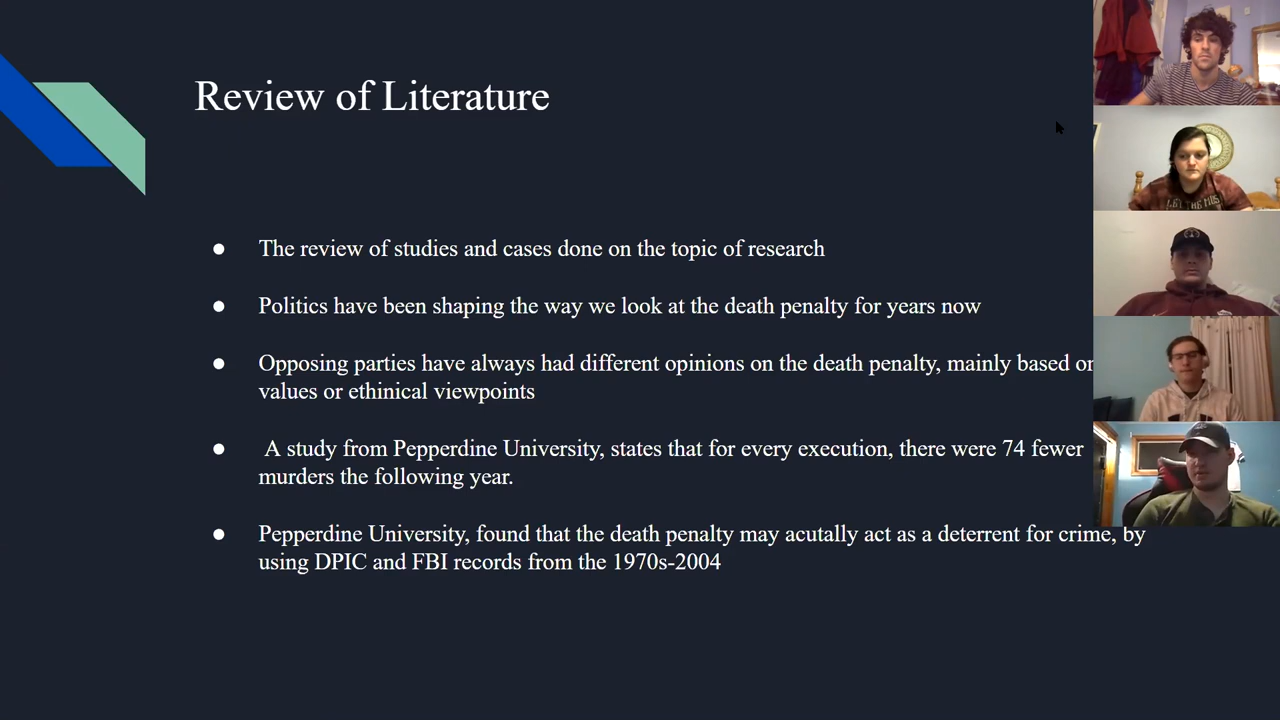 Review of Literature
● The review of studies and cases done on the topic of research
● Politics have been shaping the way we look at the death penalty for years now
● Opposing parties have always had different opinions on the death penalty, mainly based on
values or ethinical viewpoints
● A study from Pepperdine University, states that for every execution, there were 74 fewer
murders the following year.
● Pepperdine University, found that the death penalty may acutally act as a deterrent for crime, by
using DPIC and FBI records from the 1970s-2004
LET THE